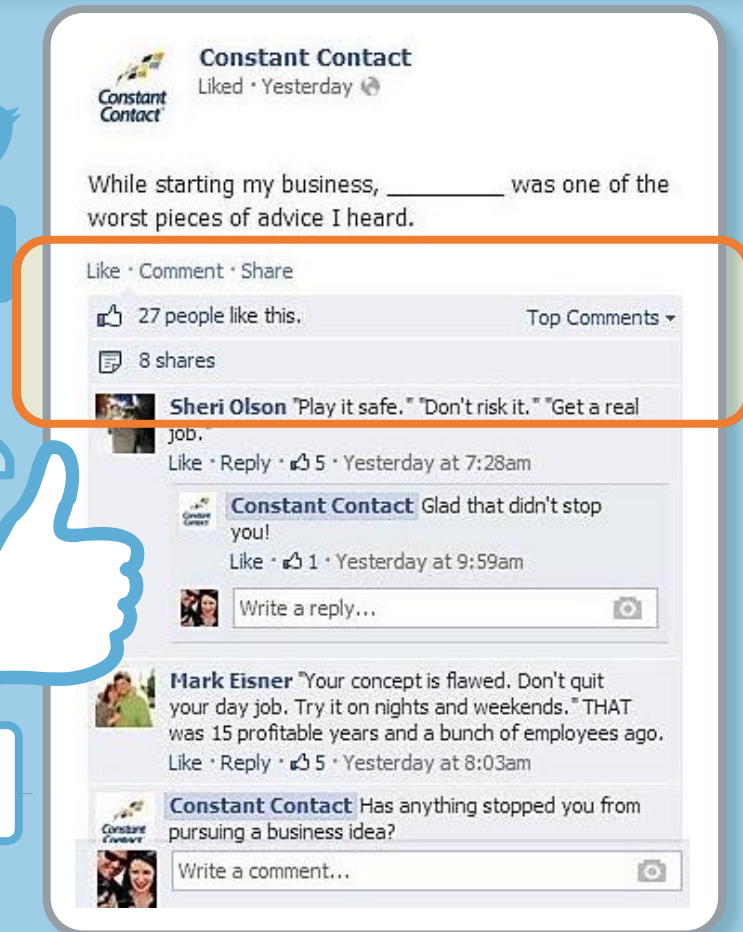 Constant Contact
Constant
Contact
Liked · Yesterday
While starting my business, _________ was one of the
worst pieces of advice I heard.
Like · Comment · Share
27 people like this.
Top Comments
8 shares
Sheri Olson "Play it safe." "Don't risk it." "Get a real
job."
Like · Reply · 5 · Yesterday at 7:28am
Constant
Contact
Constant Contact Glad that didn't stop
you!
Like · 1 · Yesterday at 9:59am
Write a reply...
Mark Eisner "Your concept is flawed. Don't quit
your day job. Try it on nights and weekends." THAT
was 15 profitable years and a bunch of employees ago.
Like · Reply · 5 · Yesterday at 8:03am
Constant
Contact
Constant Contact Has anything stopped you from
pursuing a business idea?
Write a comment...